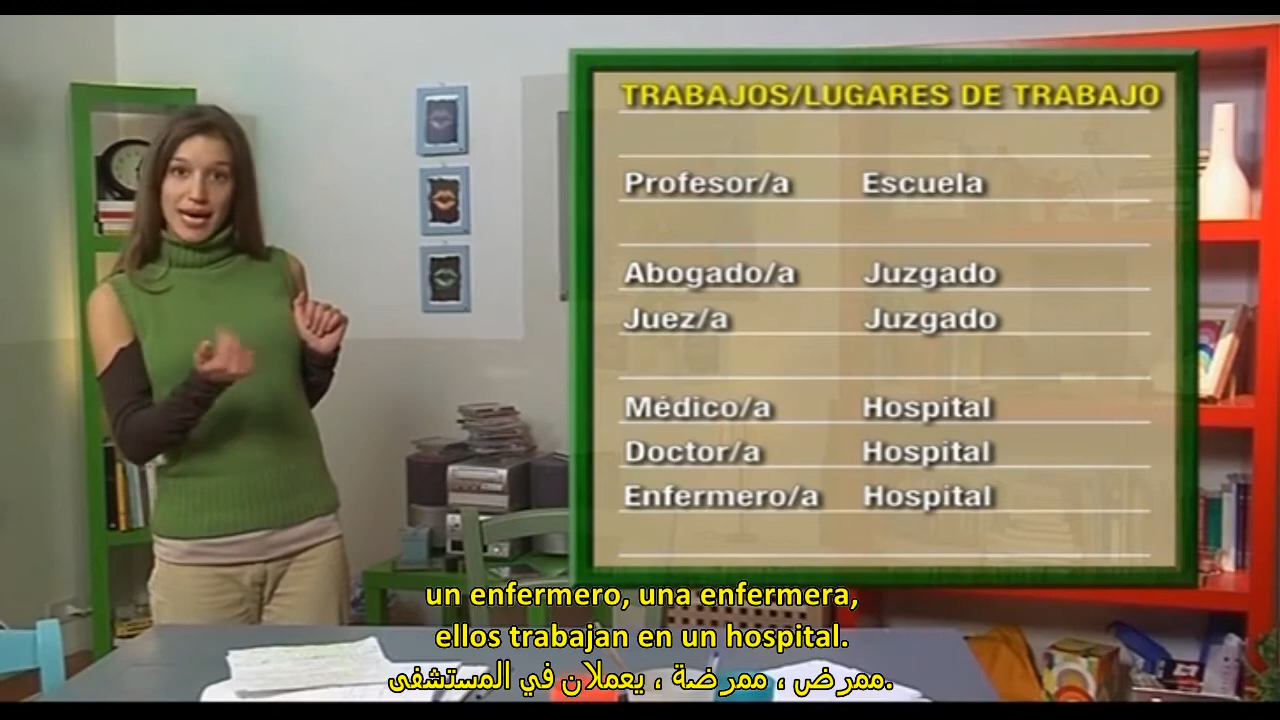 TRABAJOS/LUGARES DE TRABAJO
Profesor/a Escuela
Abogado/a Juzgado
Juez/a Juzgado
Médico/a Hospital
Doctor/a Hospital
Enfermero/a Hospital
un enfermero, una enfermera,
ellos trabajan en un hospital.
ممرض ، ممرضة ، يعملان في المستشفى.